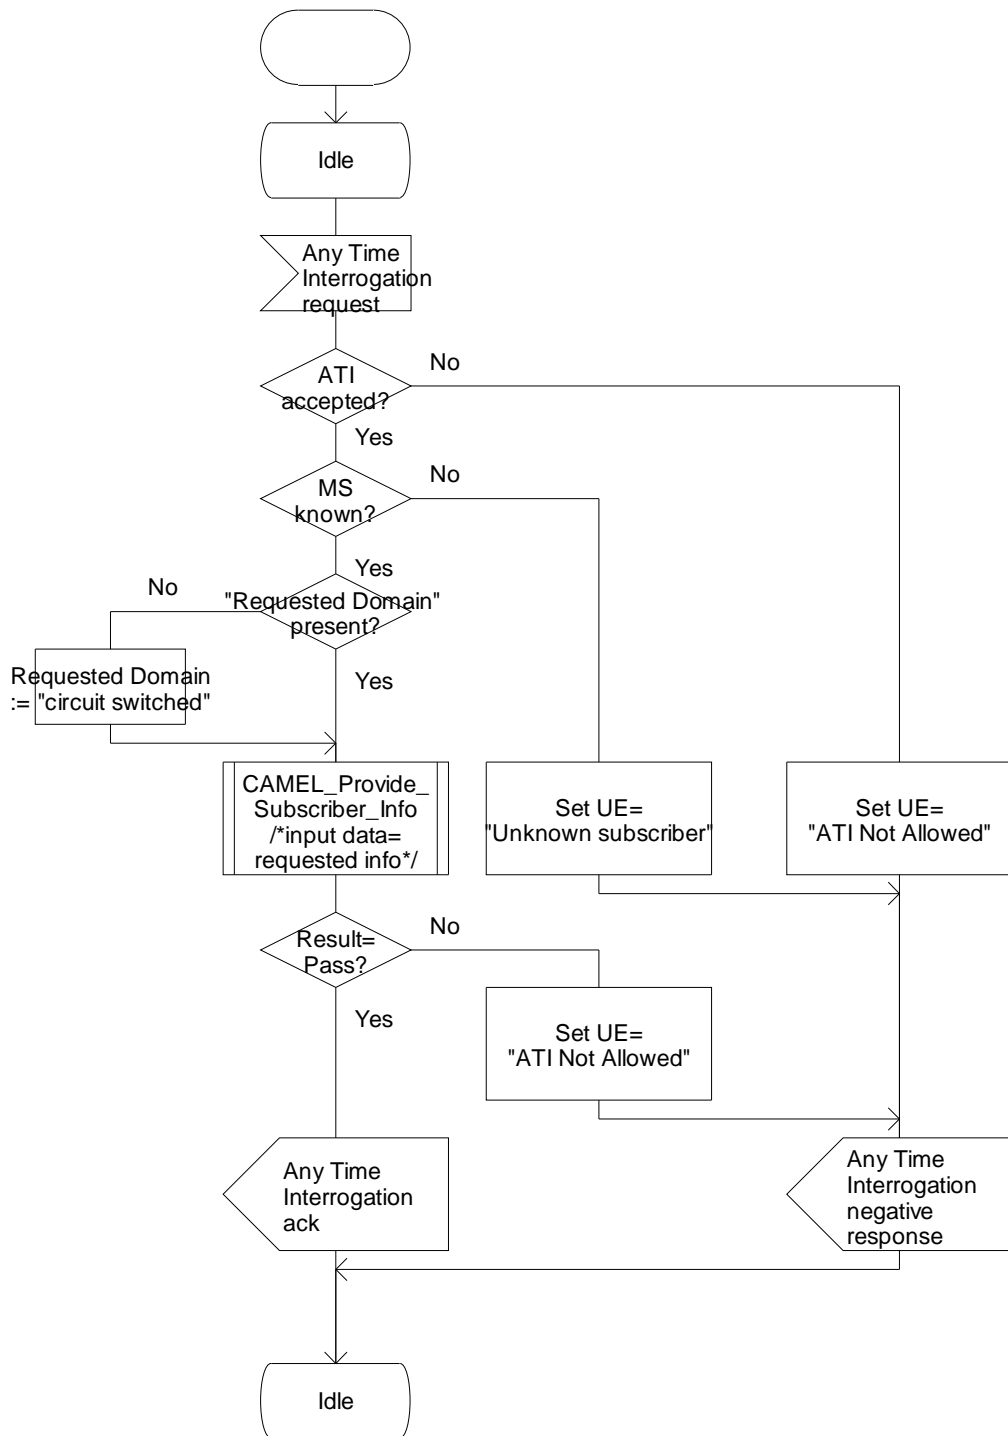 Idle
Any Time
Interrogation
request
ATI
accepted?
No
Yes
MS
known?
No
Yes
"Requested Domain"
present?
No
Yes
Requested Domain
:= "circuit switched"
CAMEL_Provide_
Subscriber_Info
/*input data=
requested info*/
Set UE=
"Unknown subscriber"
Set UE=
"ATI Not Allowed"
Result=
Pass?
No
Yes
Set UE=
"ATI Not Allowed"
Any Time
Interrogation
ack
Any Time
Interrogation
negative
response
Idle